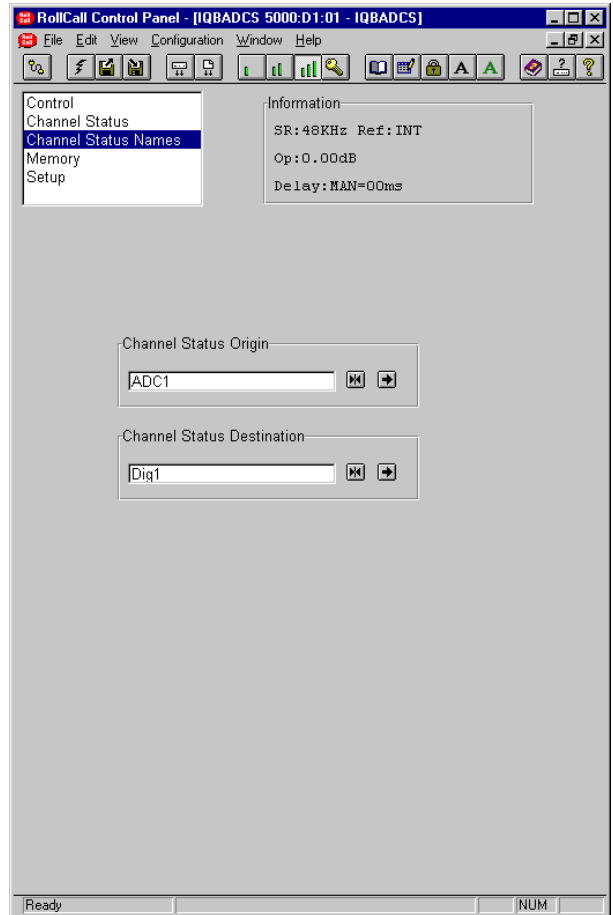 RollCall Control Panel - [IQBADCS 5000:D1:01 - IQBADCS]
File Edit View Configuration Window Help
A A
Control
Channel Status
Channel Status Names
Memory
Setup
Information
SR:48KHz Ref:INT
Op:0.00dB
Delay:MAN=00ms
Channel Status Origin
ADC1
Channel Status Destination
Dig1
Ready NUM